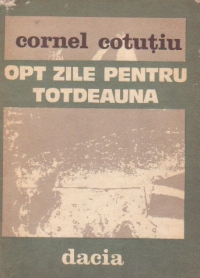 cornel cotuțiu
OPT ZILE PENTRU
TOTDEAUNA
dacia